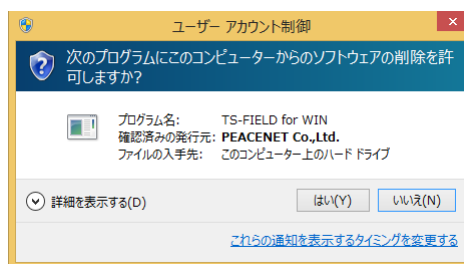 ユーザー アカウント制御
次のプログラムにこのコンピューターからのソフトウェアの削除を許
可しますか?
プログラム名: TS-FIELD for WIN
確認済みの発行元: PEACENET Co.,Ltd.
ファイルの入手先: このコンピューター上のハード ドライブ
詳細を表示する(D)
はい(Y)
いいえ(N)
これらの通知を表示するタイミングを変更する